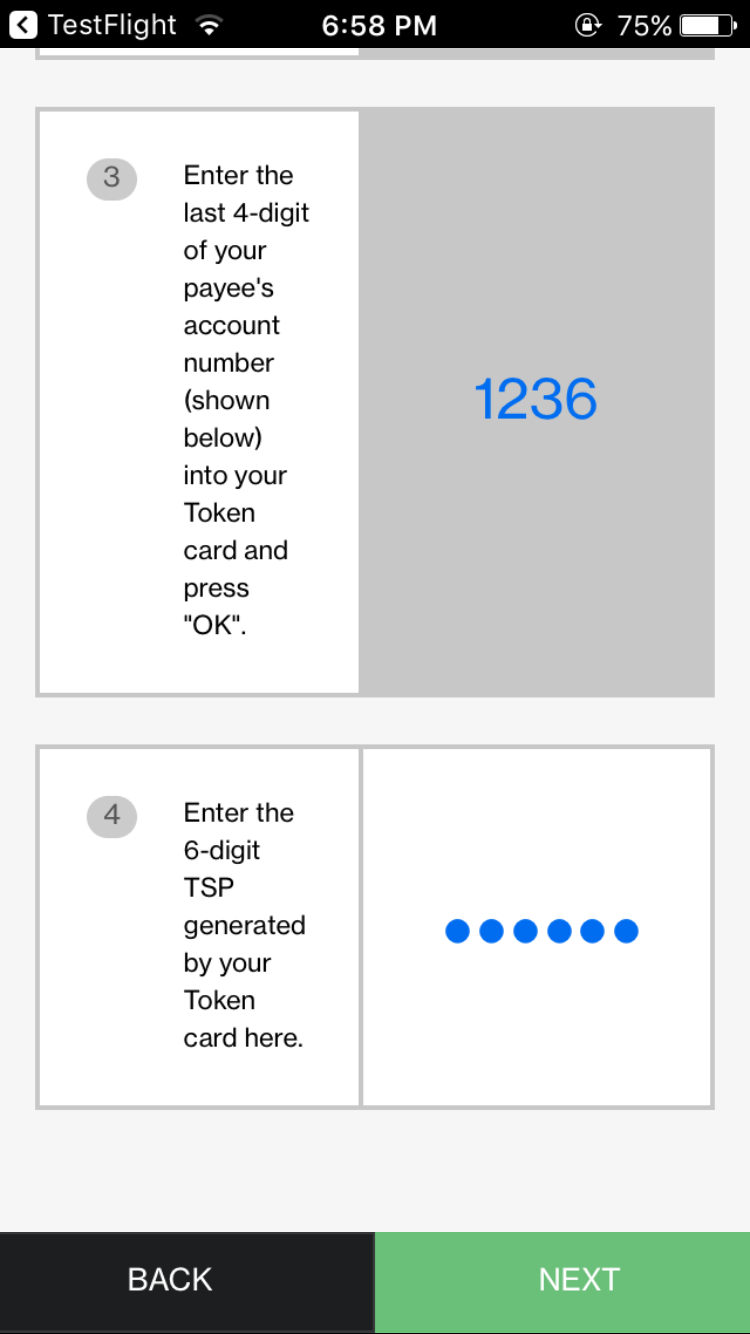 TestFlight 6:58 PM 75%
3
Enter the
last 4-digit
of your
payee's
account
number
(shown
below)
into your
Token
card and
press
"OK".
1236
4
Enter the
6-digit
TSP
generated
by your
Token
card here.
BACK NEXT